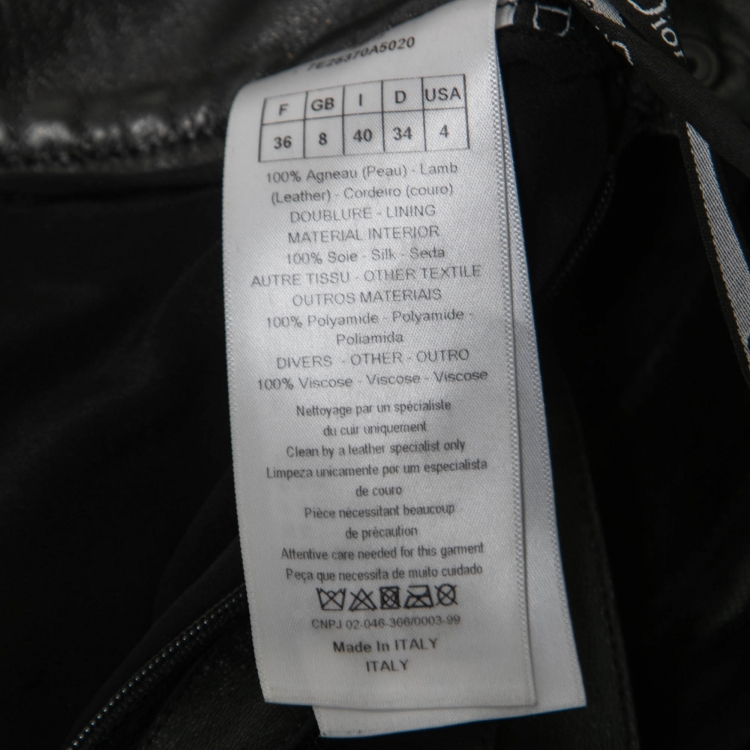 7E25370A5020
F GB I D USA
36 8 40 34 4
100% Agneau (Peau) - Lamb
(Leather) - Cordeiro (couro)
DOUBLURE - LINING
MATERIAL INTERIOR
100% Soie - Silk - Seda
AUTRE TISSU - OTHER TEXTILE
OUTROS MATERIAIS
100% Polyamide - Polyamide -
Poliamida
DIVERS - OTHER - OUTRO
100% Viscose - Viscose - Viscose
Nettoyage par un spécialiste
du cuir uniquement
Clean by a leather specialist only
Limpeza unicamente por um especialista
de couro
Pièce nécessitant beaucoup
de précaution
Attentive care needed for this garment
Peça que necessita de muito cuidado
CNPJ 02-046-366/0003-99
Made In ITALY
ITALY
Dior